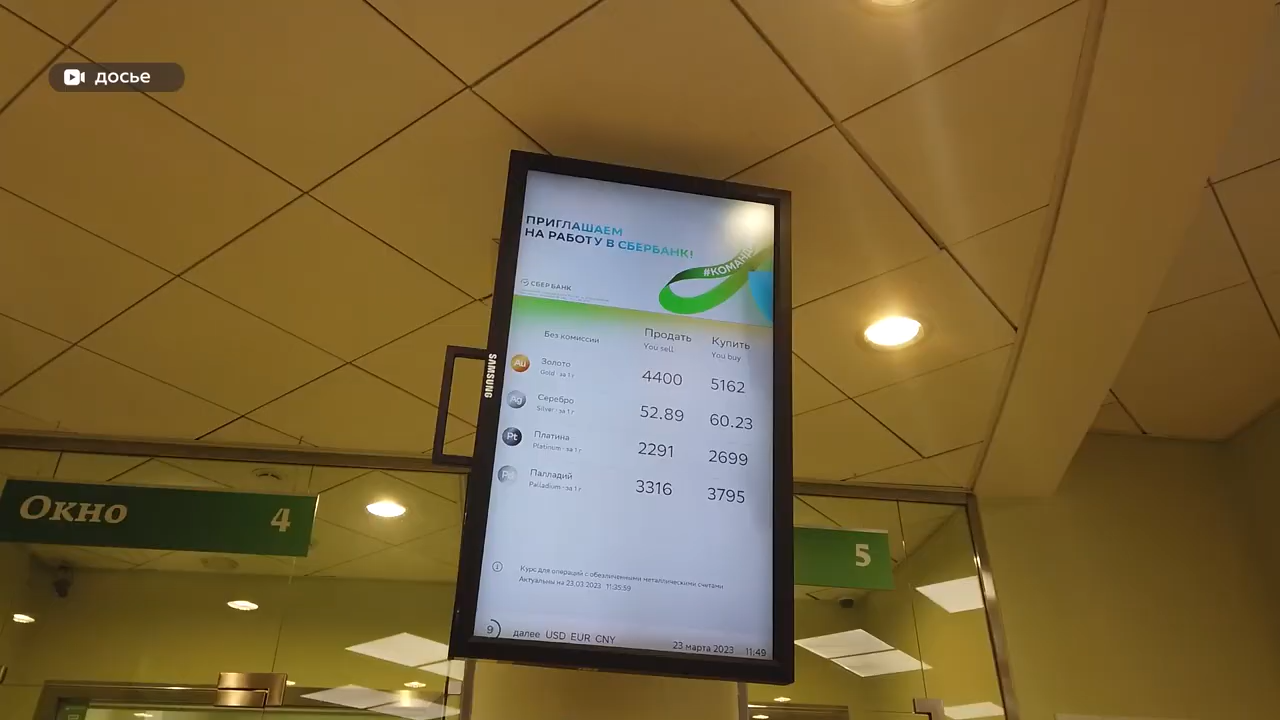 досье
ПРИГЛАШАЕМ
НА РАБОТУ В СБЕРБАНК!
#КОМАНД
СБЕР БАНК
Без комиссии
Продать Купить
You sell You buy
Au Золото 4400 5162
Gold · за 1 г
Ag Серебро 52.89 60.23
Silver · за 1 г
Pt Платина 2291 2699
Platinum · за 1 г
Pd Палладий 3316 3795
Palladium · за 1 г
Курс для операций с обезличенными металлическими счетами
Актуальны на 23.03.2023 11:35:59
9 далее USD EUR CNY
23 марта 2023 11:49
SAMSUNG
Окно 4
5